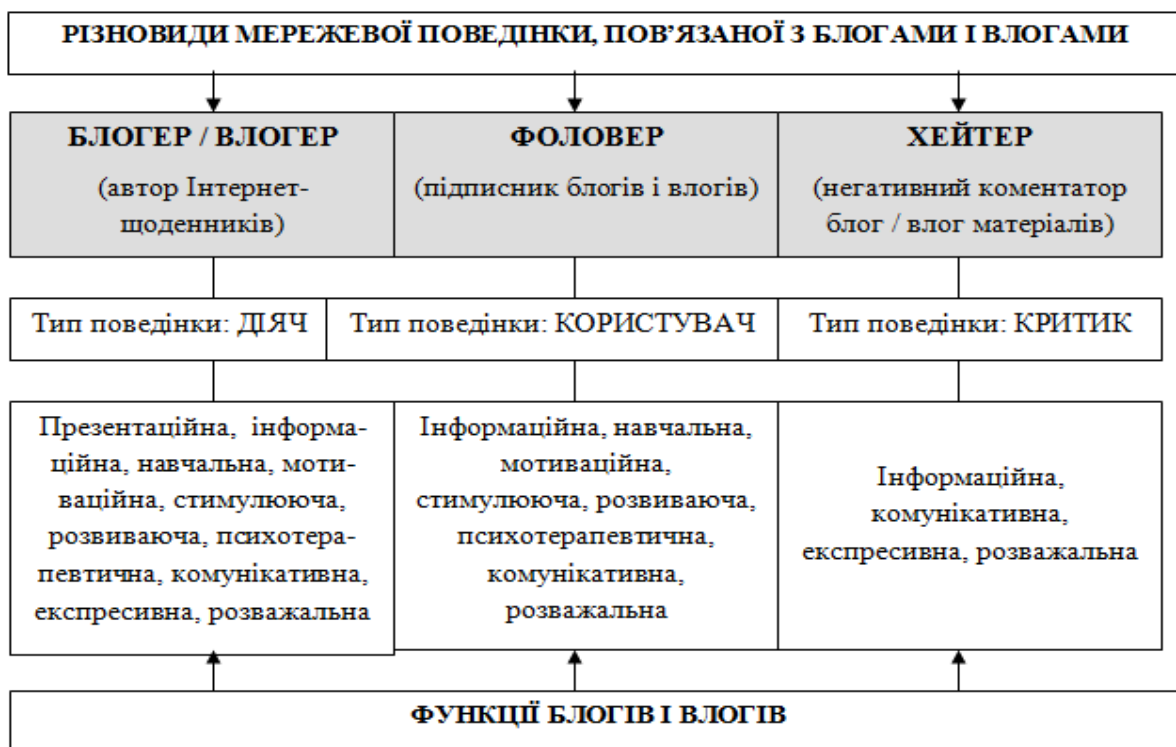 РІЗНОВИДИ МЕРЕЖЕВОЇ ПОВЕДІНКИ, ПОВ’ЯЗАНОЇ З БЛОГАМИ І ВЛОГАМИ
БЛОГЕР / ВЛОГЕР
(автор Інтернет-
щоденників)
ФОЛОВЕР
(підписник блогів і влогів)
ХЕЙТЕР
(негативний коментатор
блог / влог матеріалів)
Тип поведінки: ДІЯЧ
Тип поведінки: КОРИСТУВАЧ
Тип поведінки: КРИТИК
Презентаційна, інформа-
ційна, навчальна, моти-
ваційна, стимулююча,
розвиваюча, психотера-
певтична, комунікативна,
експресивна, розважальна
Інформаційна, навчальна,
мотиваційна,
стимулююча, розвиваюча,
психотерапевтична,
комунікативна,
розважальна
Інформаційна,
комунікативна,
експресивна, розважальна
ФУНКЦІЇ БЛОГІВ І ВЛОГІВ